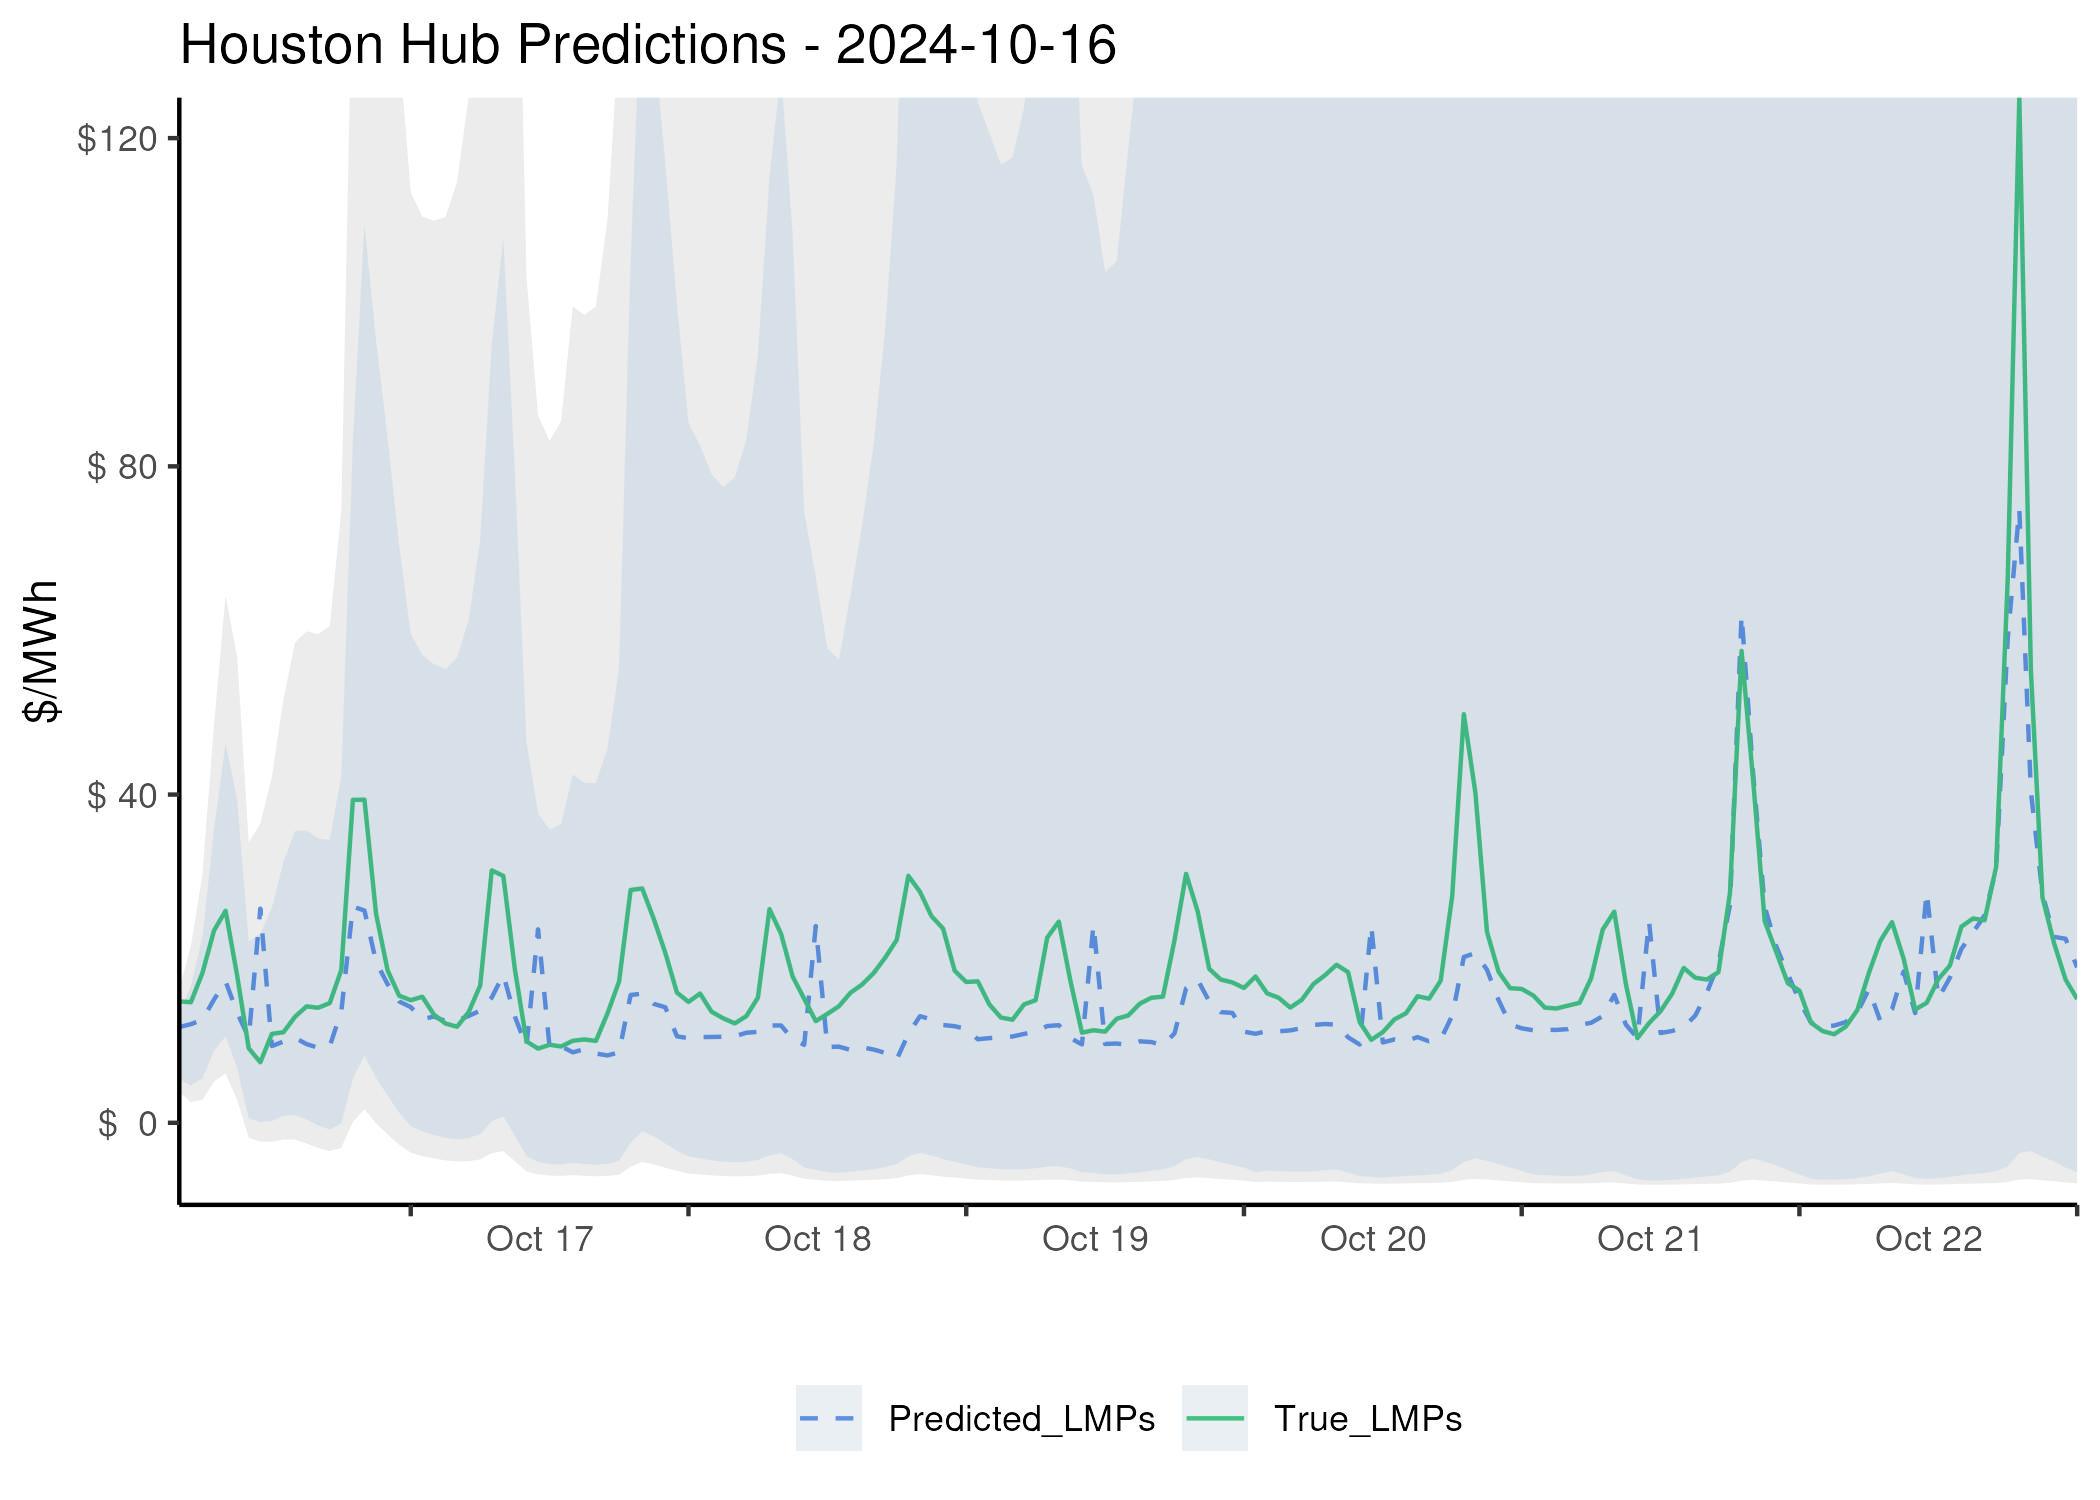 Houston Hub Predictions - 2024-10-16
$120
$ 80
$ 40
$ 0
$/MWh
Oct 17
Oct 18
Oct 19
Oct 20
Oct 21
Oct 22
Predicted_LMPs
True_LMPs